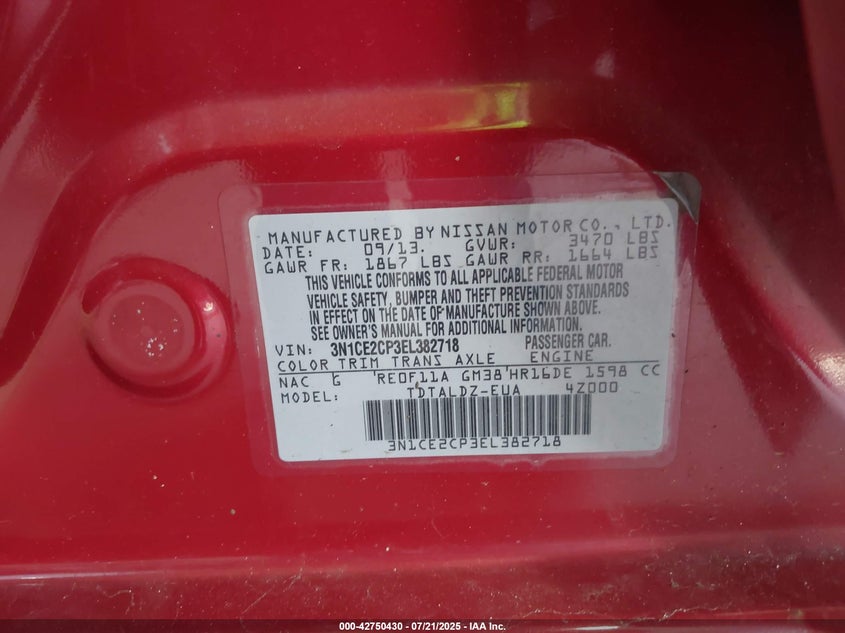 MANUFACTURED BY NISSAN MOTOR CO., LTD.
DATE: 09/13. GVWR: 3470 LBS
GAWR FR: 1867 LBS GAWR RR: 1664 LBS
THIS VEHICLE CONFORMS TO ALL APPLICABLE FEDERAL MOTOR
VEHICLE SAFETY, BUMPER AND THEFT PREVENTION STANDARDS
IN EFFECT ON THE DATE OF MANUFACTURE SHOWN ABOVE.
SEE OWNER'S MANUAL FOR ADDITIONAL INFORMATION.
VIN: 3N1CE2CP3EL382718 PASSENGER CAR.
COLOR TRIM TRANS AXLE ENGINE
NAC G RE0F11A GM38 HR16DE 1598 CC
MODEL: TDTALDZ-EUA 4Z000
3N1CE2CP3EL382718
000-42750430 - 07/21/2025 - IAA Inc.